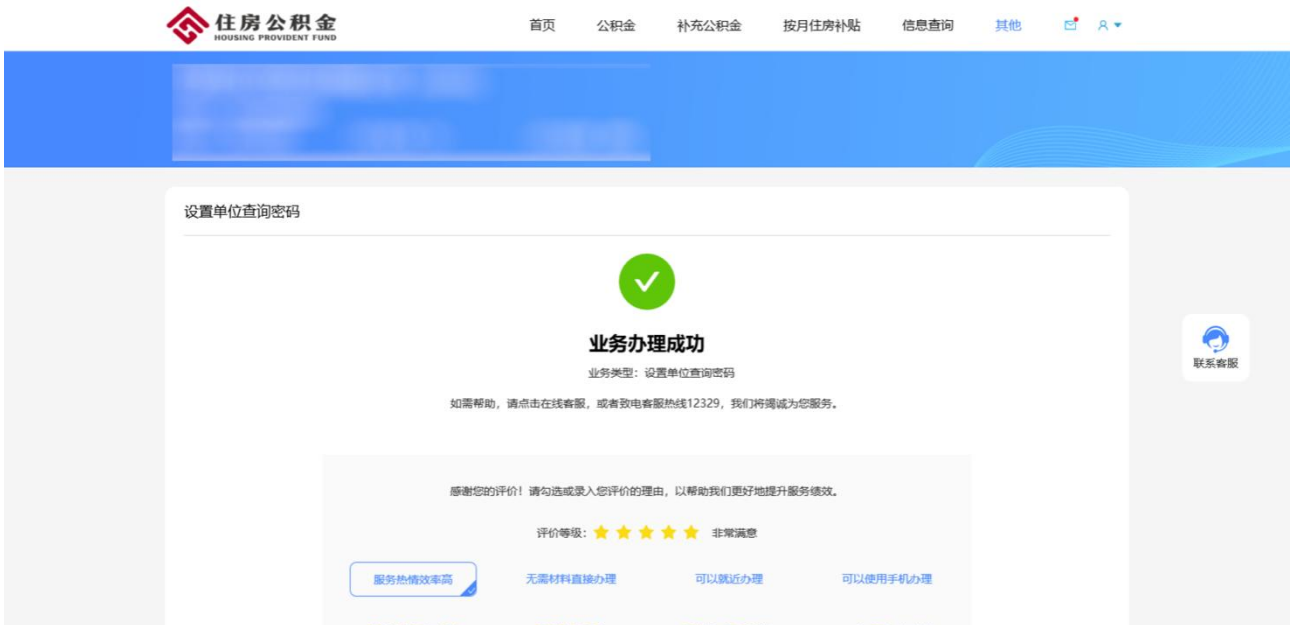 住房公积金
HOUSING PROVIDENT FUND
首页 公积金 补充公积金 按月住房补贴 信息查询 其他
设置单位查询密码
业务办理成功
业务类型：设置单位查询密码
联系客服
如需帮助，请点击在线客服，或者致电客服热线12329，我们将竭诚为您服务。
感谢您的评价！请勾选或录入您评价的理由，以帮助我们更好地提升服务绩效。
评价等级： 非常满意
服务热情效率高 无需材料直接办理 可以就近办理 可以使用手机办理